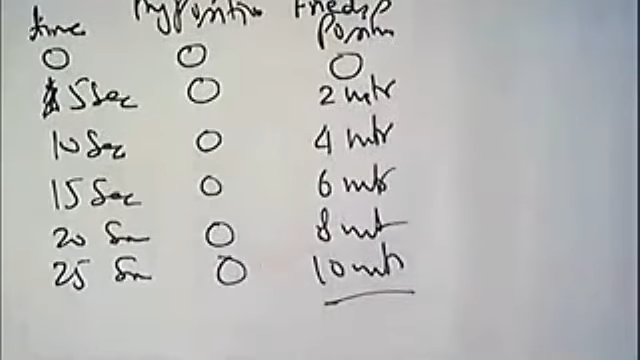 time My Position Friend's
Position
0 0 0
5 Sec 0 2 mtr
10 Sec 0 4 mtr
15 Sec 0 6 mtr
20 Sec 0 8 mtr
25 Sec 0 10 mtr